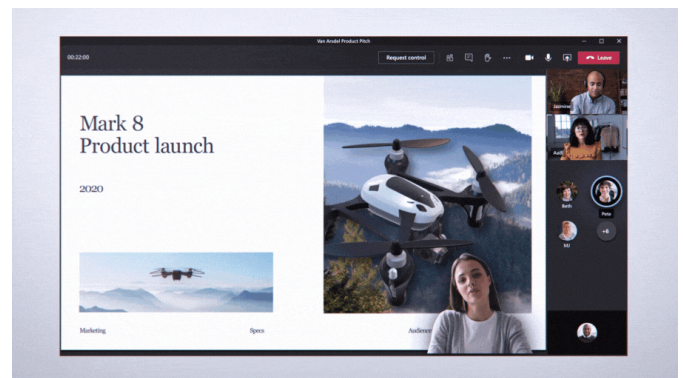 Van Arsdel Product Pitch
00:22:00
Request control
Leave
Mark 8
Product launch
2020
Marketing
Specs
Audience
Jasmine
Beth
Pete
MJ
+6